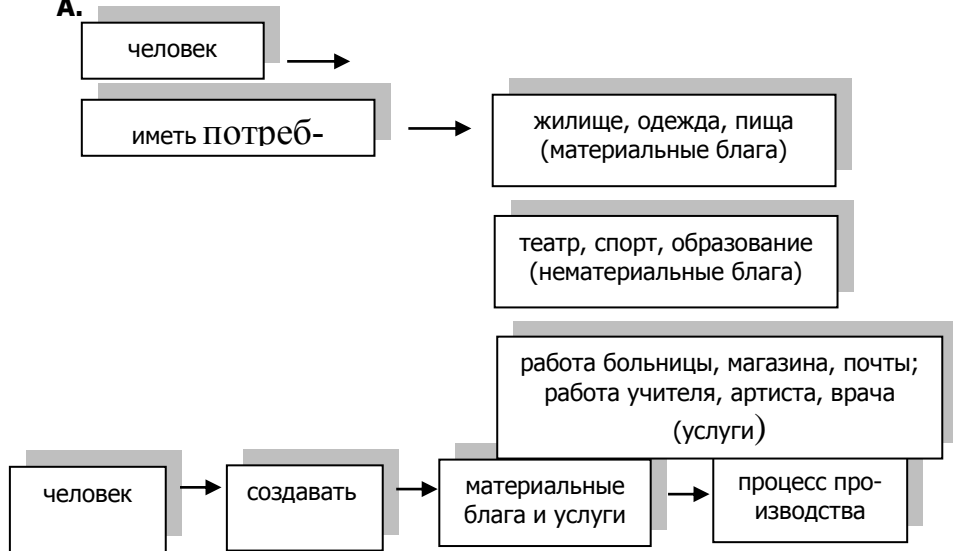 А.
человек
иметь потреб-
жилище, одежда, пища
(материальные блага)
театр, спорт, образование
(нематериальные блага)
работа больницы, магазина, почты;
работа учителя, артиста, врача
(услуги)
человек
создавать
материальные
блага и услуги
процесс про-
изводства